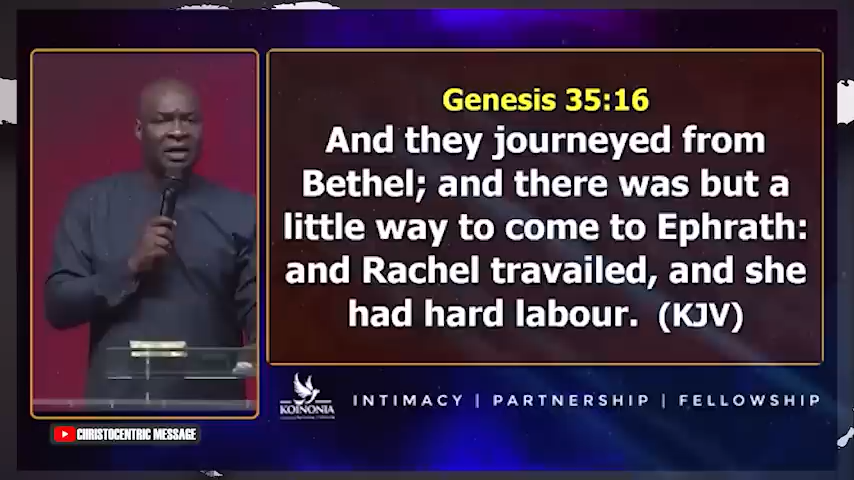 Genesis 35:16
And they journeyed from
Bethel; and there was but a
little way to come to Ephrath:
and Rachel travailed, and she
had hard labour. (KJV)
KOINONIA
INTIMACY | PARTNERSHIP | FELLOWSHIP
CHRISTOCENTRIC MESSAGE